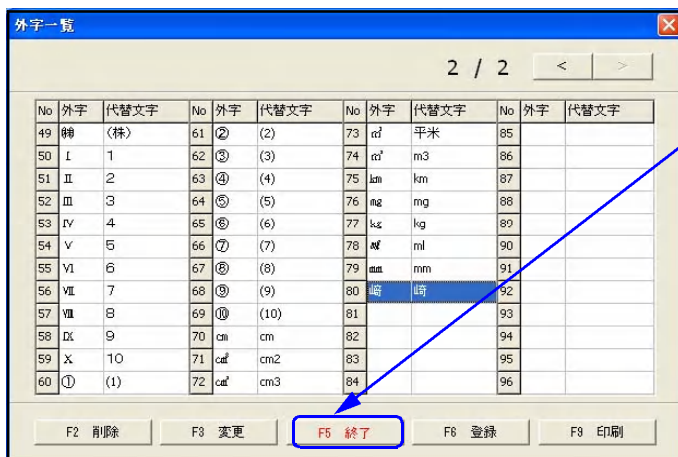 外字一覧
2 / 2 < >
No 外字 代替文字 No 外字 代替文字 No 外字 代替文字 No 外字 代替文字
49 ㈱ (株) 61 ② (2) 73 ㎡ 平米 85
50 Ⅰ 1 62 ③ (3) 74 ㎥ m3 86
51 Ⅱ 2 63 ④ (4) 75 ㎞ km 87
52 Ⅲ 3 64 ⑤ (5) 76 ㎎ mg 88
53 Ⅳ 4 65 ⑥ (6) 77 ㎏ kg 89
54 Ⅴ 5 66 ⑦ (7) 78 ㎖ ml 90
55 Ⅵ 6 67 ⑧ (8) 79 ㎜ mm 91
56 Ⅶ 7 68 ⑨ (9) 80 﨑 崎 92
57 Ⅷ 8 69 ⑩ (10) 81 93
58 Ⅸ 9 70 ㎝ cm 82 94
59 Ⅹ 10 71 ㎠ cm2 83 95
60 ① (1) 72 ㎤ cm3 84 96
F2 削除 F3 変更 F5 終了 F6 登録 F9 印刷